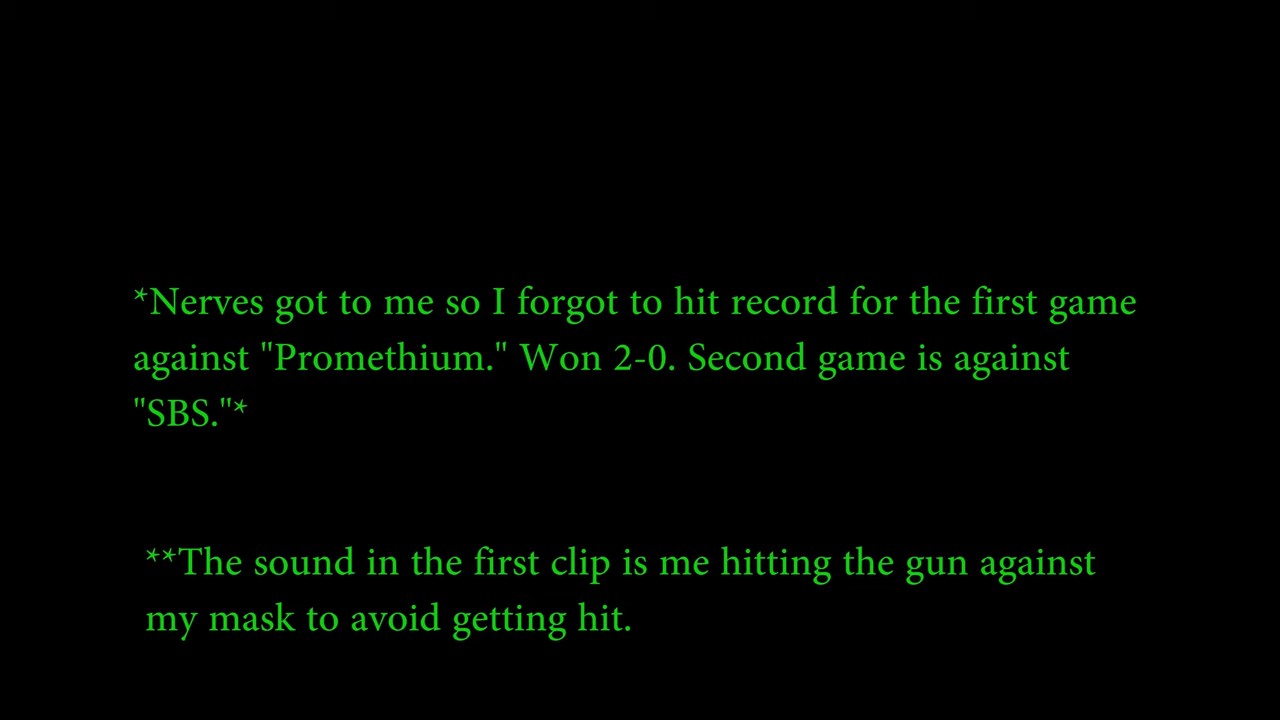 *Nerves got to me so I forgot to hit record for the first game
against "Promethium." Won 2-0. Second game is against
"SBS."*
**The sound in the first clip is me hitting the gun against
my mask to avoid getting hit.